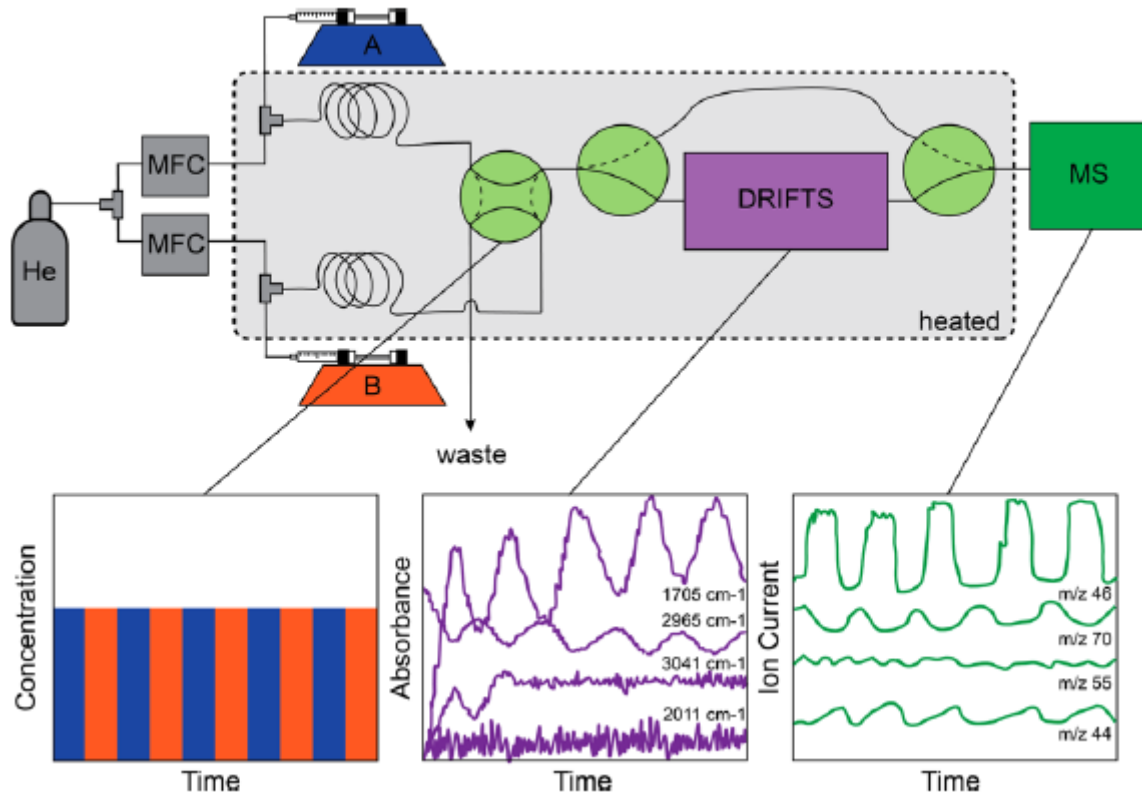 A
MFC
MFC
He
DRIFTS
MS
heated
B
waste
Concentration
Time
Absorbance
1705 cm-1
2965 cm-1
3041 cm-1
2011 cm-1
Time
Ion Current
m/z 46
m/z 70
m/z 55
m/z 44
Time